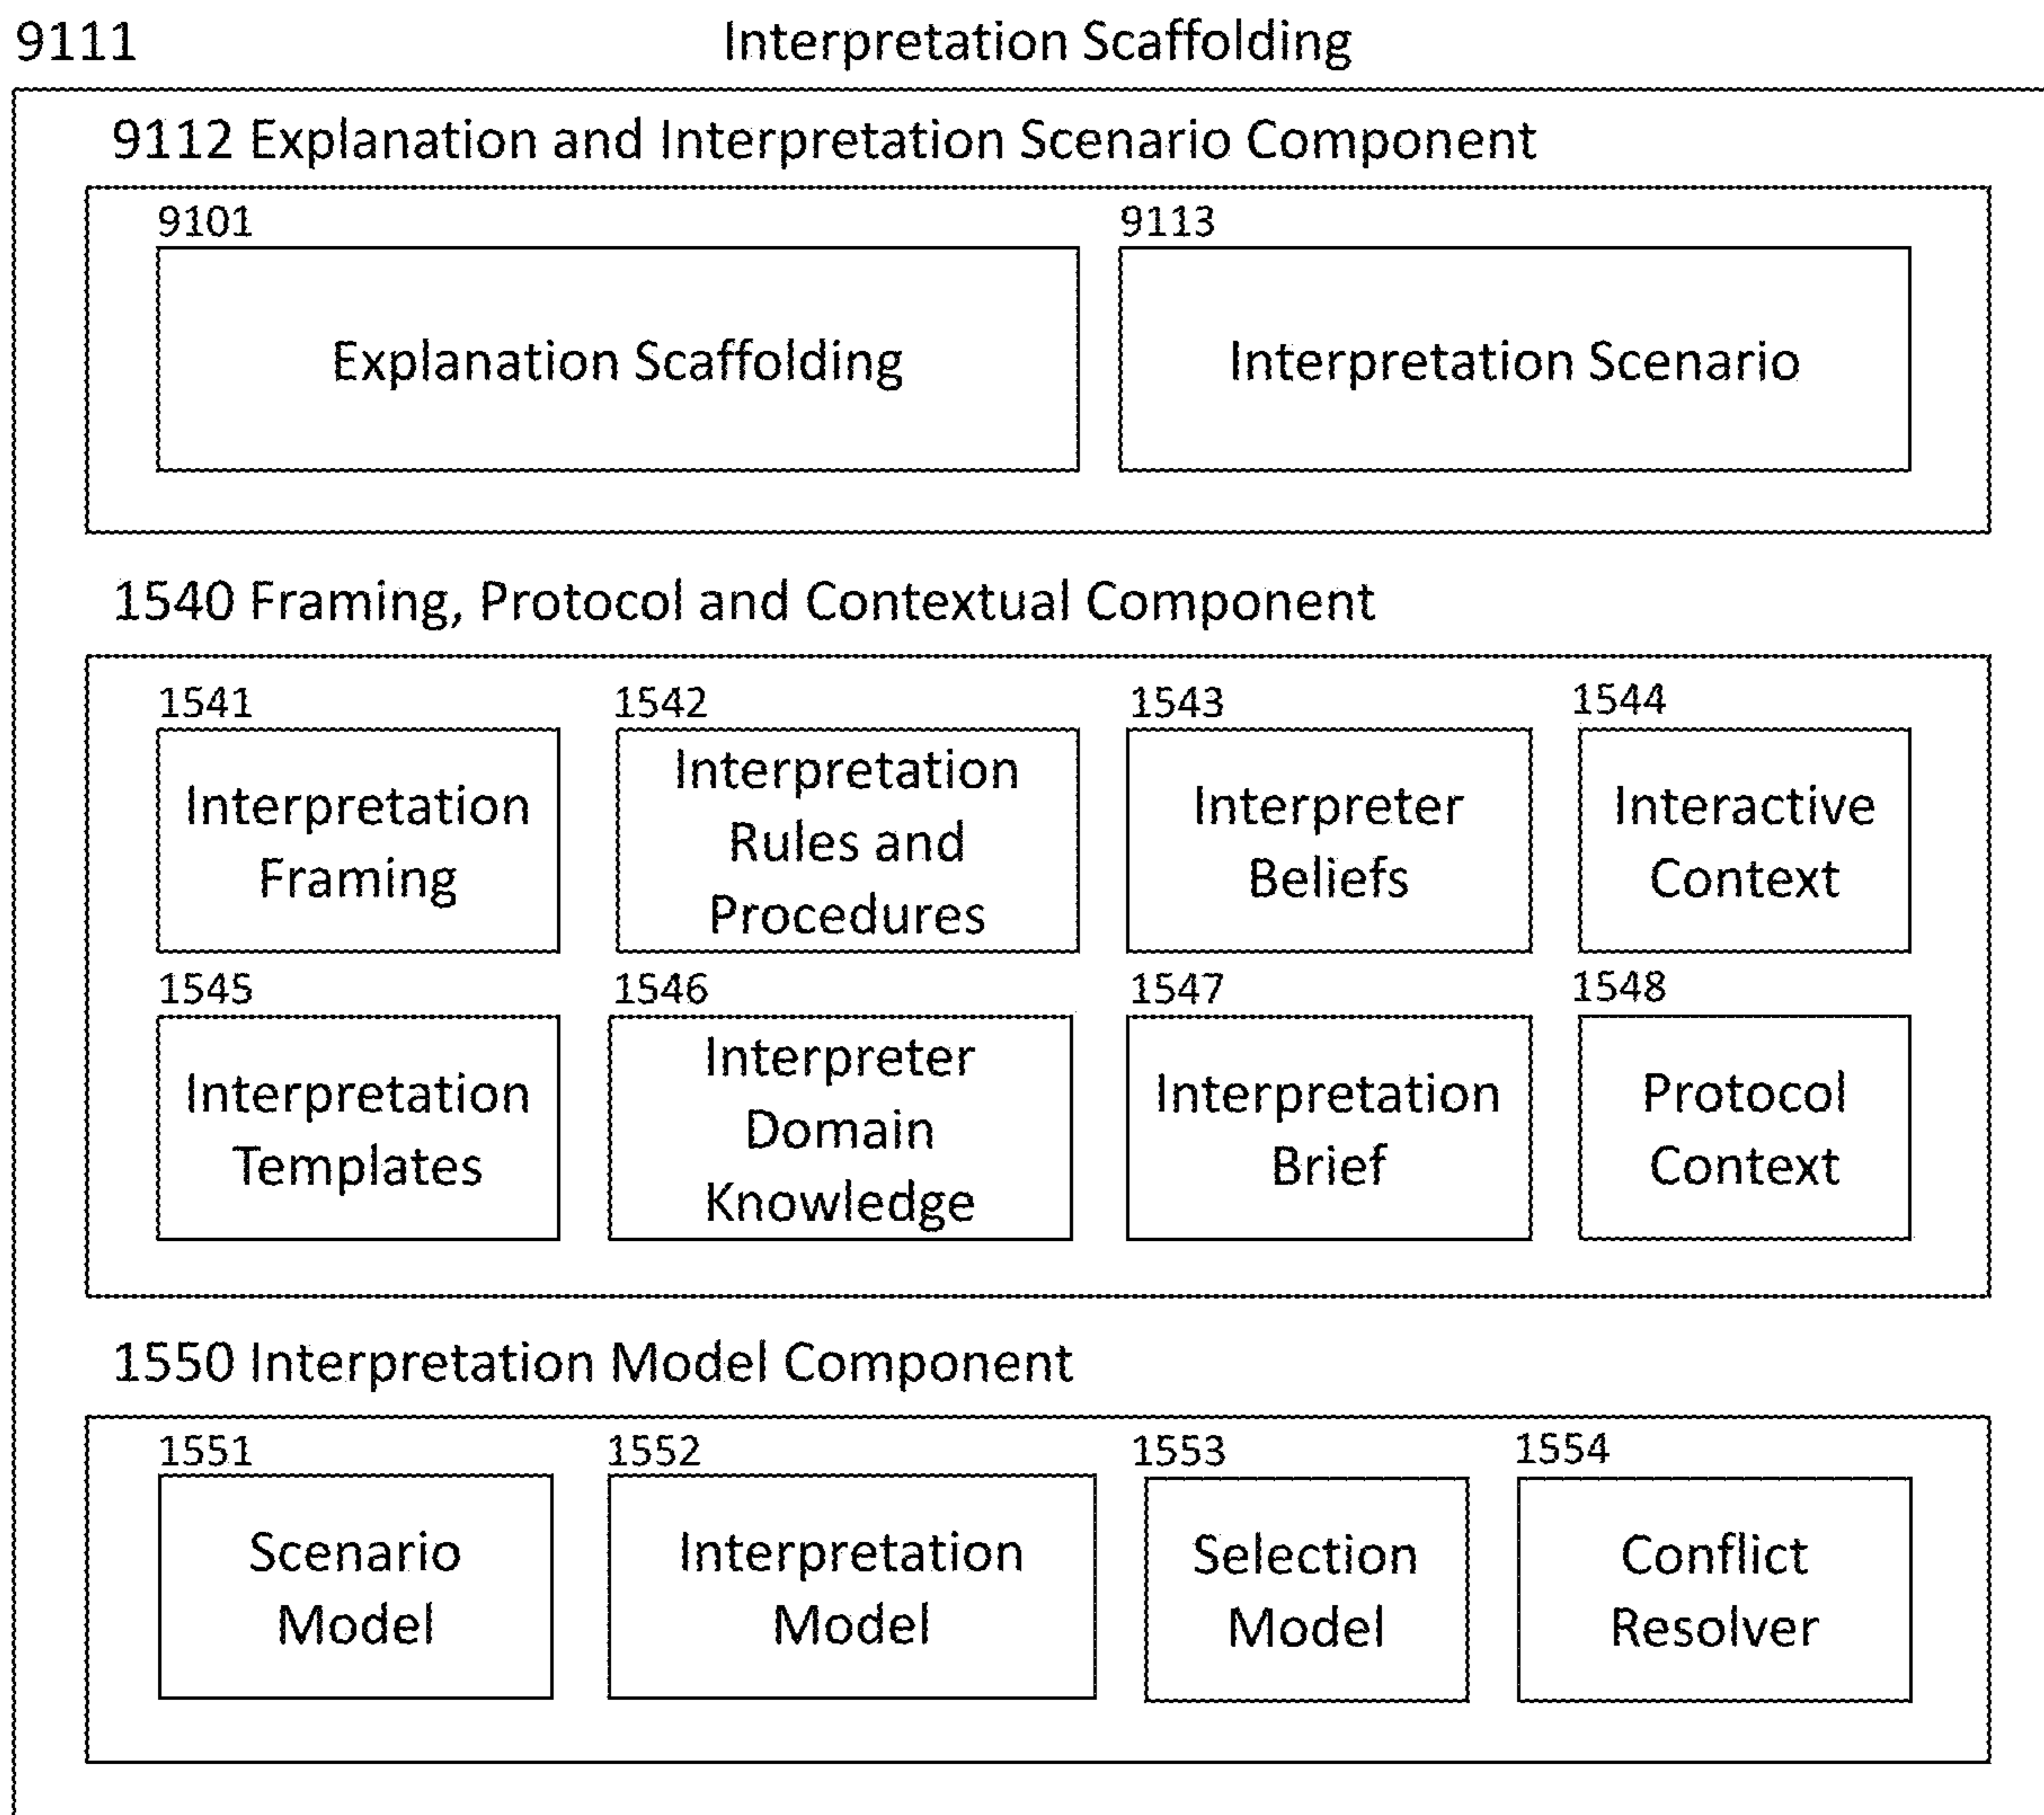 9111 Interpretation Scaffolding
9112 Explanation and Interpretation Scenario Component
9101 9113
Explanation Scaffolding Interpretation Scenario
1540 Framing, Protocol and Contextual Component
1541
Interpretation
Framing
1542
Interpretation
Rules and
Procedures
1543
Interpreter
Beliefs
1544
Interactive
Context
1545
Interpretation
Templates
1546
Interpreter
Domain
Knowledge
1547
Interpretation
Brief
1548
Protocol
Context
1550 Interpretation Model Component
1551
Scenario
Model
1552
Interpretation
Model
1553
Selection
Model
1554
Conflict
Resolver